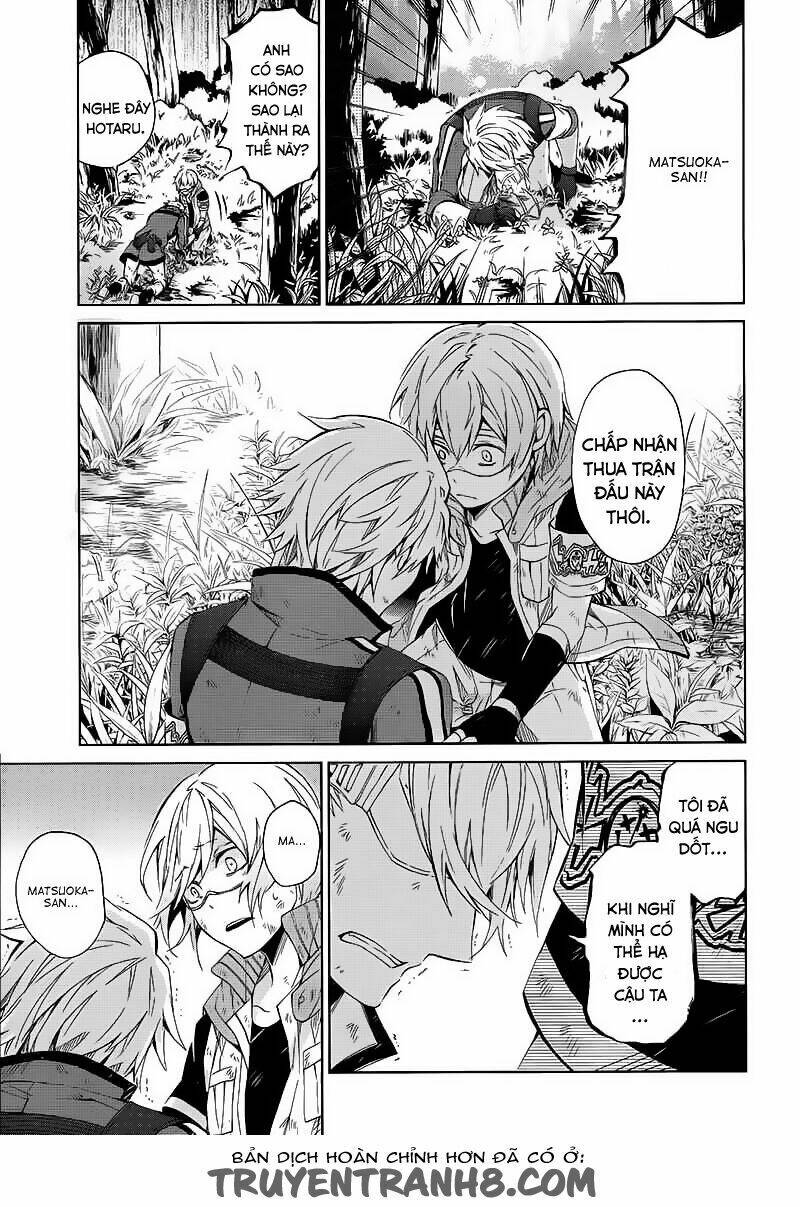 MATSUOKA-
SAN!!
ANH
CÓ SAO
KHÔNG?
SAO LẠI
THÀNH RA
THẾ NÀY?
NGHE ĐÂY
HOTARU.
CHẤP NHẬN
THUA TRẬN
ĐẤU NÀY
THÔI.
TÔI ĐÃ
QUÁ NGU
DỐT...
KHI NGHĨ
MÌNH CÓ
THỂ HẠ
ĐƯỢC
CẬU TA
...
MA...
MATSUOKA-
SAN...
BẢN DỊCH HOÀN CHỈNH HƠN ĐÃ CÓ Ở:
TRUYENTRANH8.COM